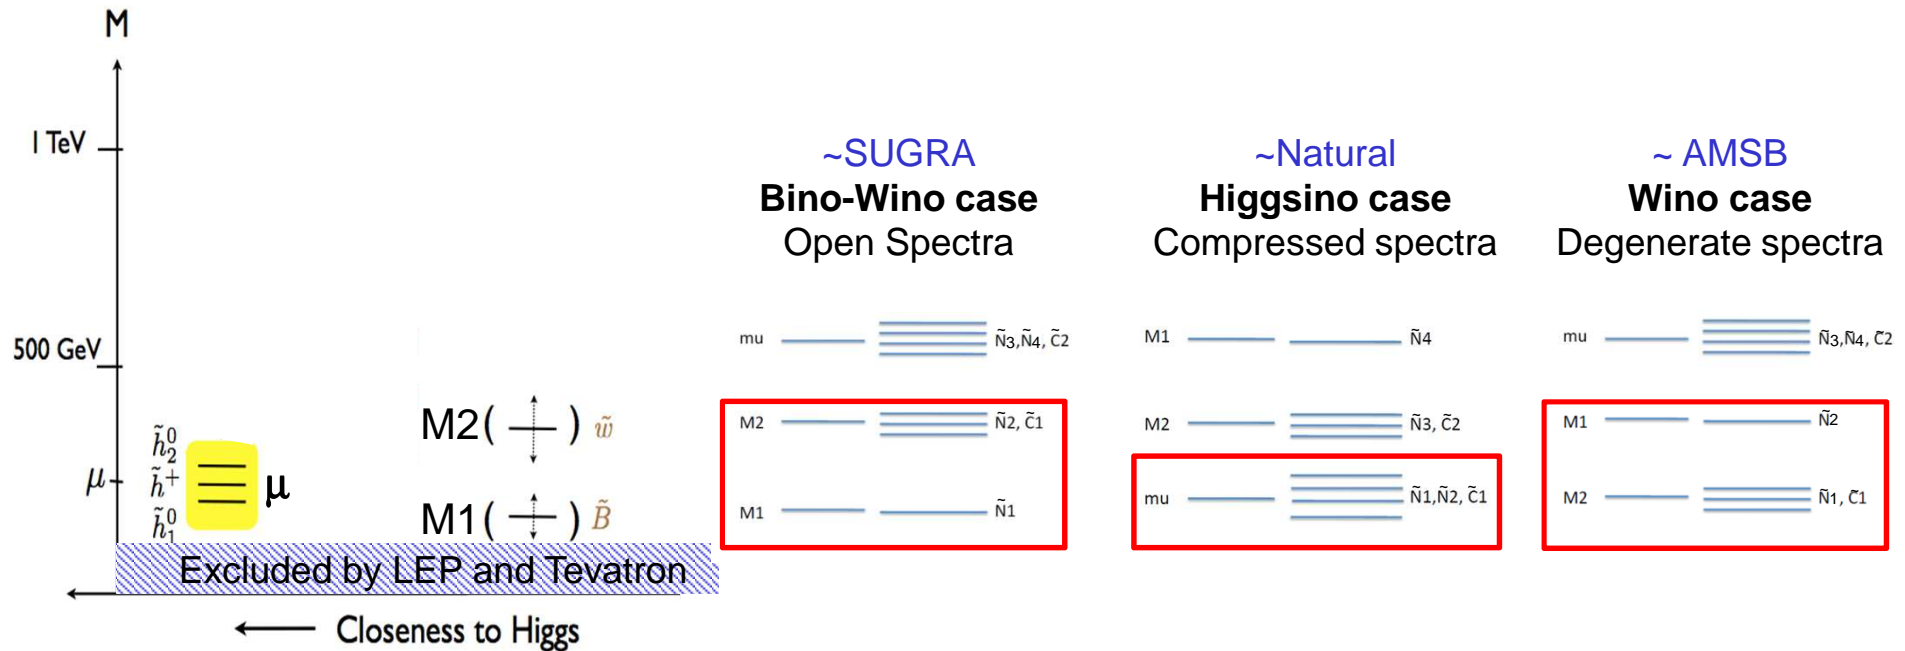 M
1 TeV
500 GeV
μ
h̃⁰₂
h̃⁺
h̃⁰₁
μ
M2( ) w̃
M1( ) B̃
Excluded by LEP and Tevatron
Closeness to Higgs
~SUGRA
Bino-Wino case
Open Spectra
mu Ñ3,Ñ4, C̃2
M2 Ñ2, C̃1
M1 Ñ1
~Natural
Higgsino case
Compressed spectra
M1 Ñ4
M2 Ñ3, C̃2
mu Ñ1,Ñ2, C̃1
~ AMSB
Wino case
Degenerate spectra
mu Ñ3,Ñ4, C̃2
M1 Ñ2
M2 Ñ1, C̃1